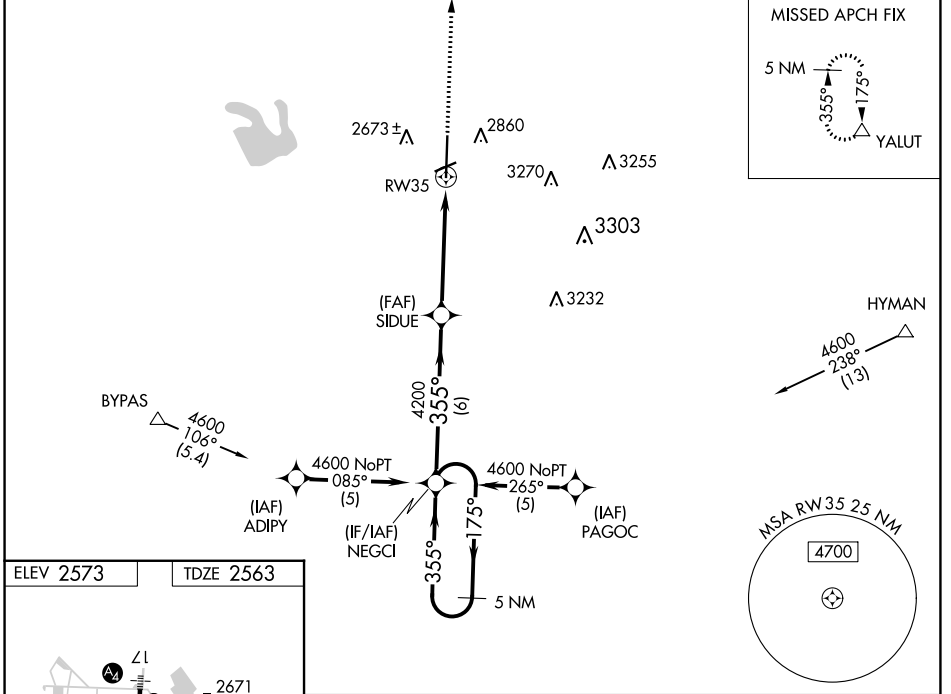 MISSED APCH FIX
5 NM
355°
175°
YALUT
2673 ±
2860
3270
3255
RW35
3303
3232
(FAF)
SIDUE
HYMAN
4600
238°
(13)
4200
355°
(6)
BYPAS
4600
106°
(5.4)
4600 NoPT
085°
(5)
4600 NoPT
265°
(5)
(IAF)
ADIPY
(IF/IAF)
NEGCI
(IAF)
PAGOC
355°
175°
5 NM
MSA RW35 25 NM
4700
ELEV 2573
TDZE 2563
A4
17
2671